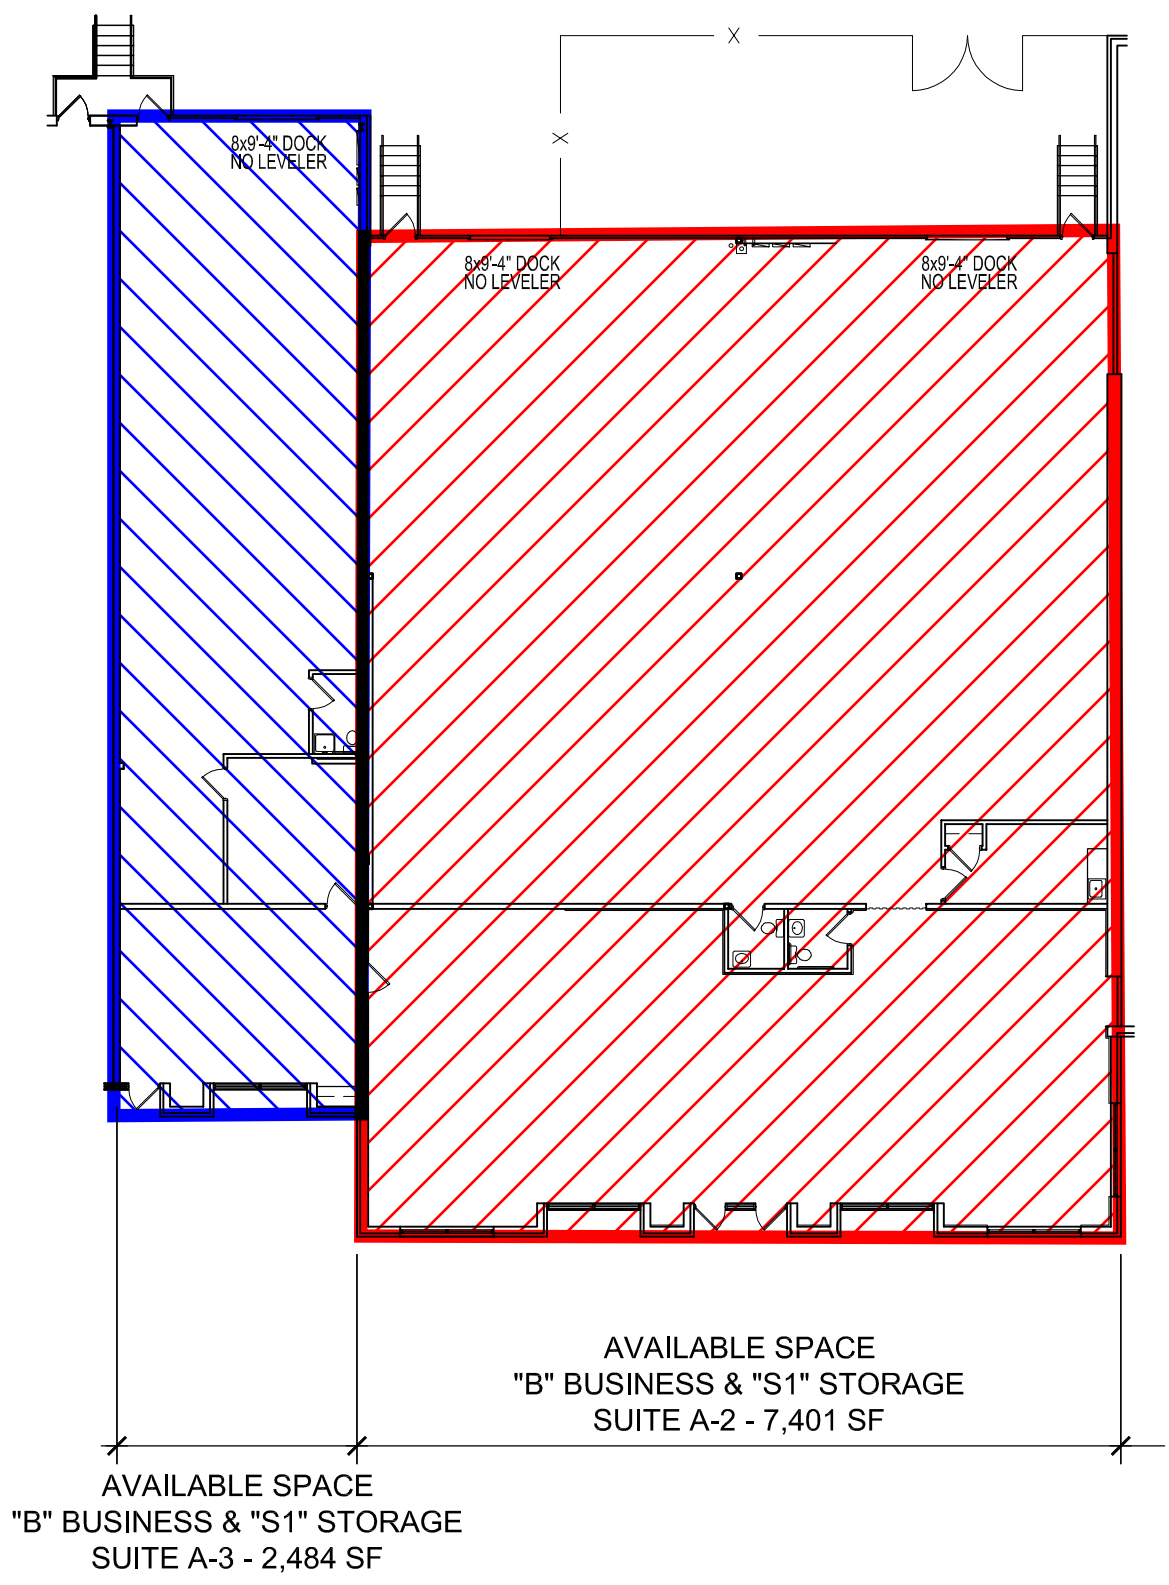 X
X
8x9'-4" DOCK
NO LEVELER
8x9'-4" DOCK
NO LEVELER
8x9'-4" DOCK
NO LEVELER
AVAILABLE SPACE
"B" BUSINESS & "S1" STORAGE
SUITE A-2 - 7,401 SF
AVAILABLE SPACE
"B" BUSINESS & "S1" STORAGE
SUITE A-3 - 2,484 SF